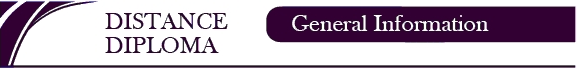 DISTANCE
DIPLOMA
General Information